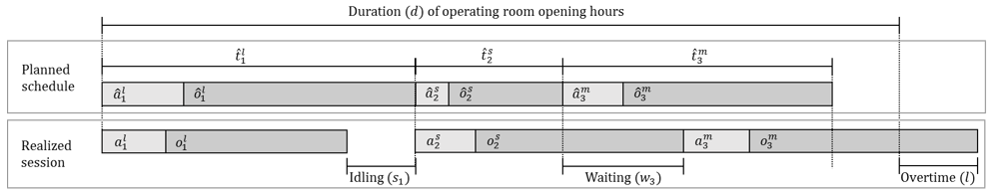 Duration (d) of operating room opening hours
Planned schedule
t̂₁ˡ t̂₂ˢ t̂₃ᵐ
â₁ˡ ô₁ˡ â₂ˢ ô₂ˢ â₃ᵐ ô₃ᵐ
Realized session
a₁ˡ o₁ˡ a₂ˢ o₂ˢ a₃ᵐ o₃ᵐ
Idling (s₁) Waiting (w₃) Overtime (l)